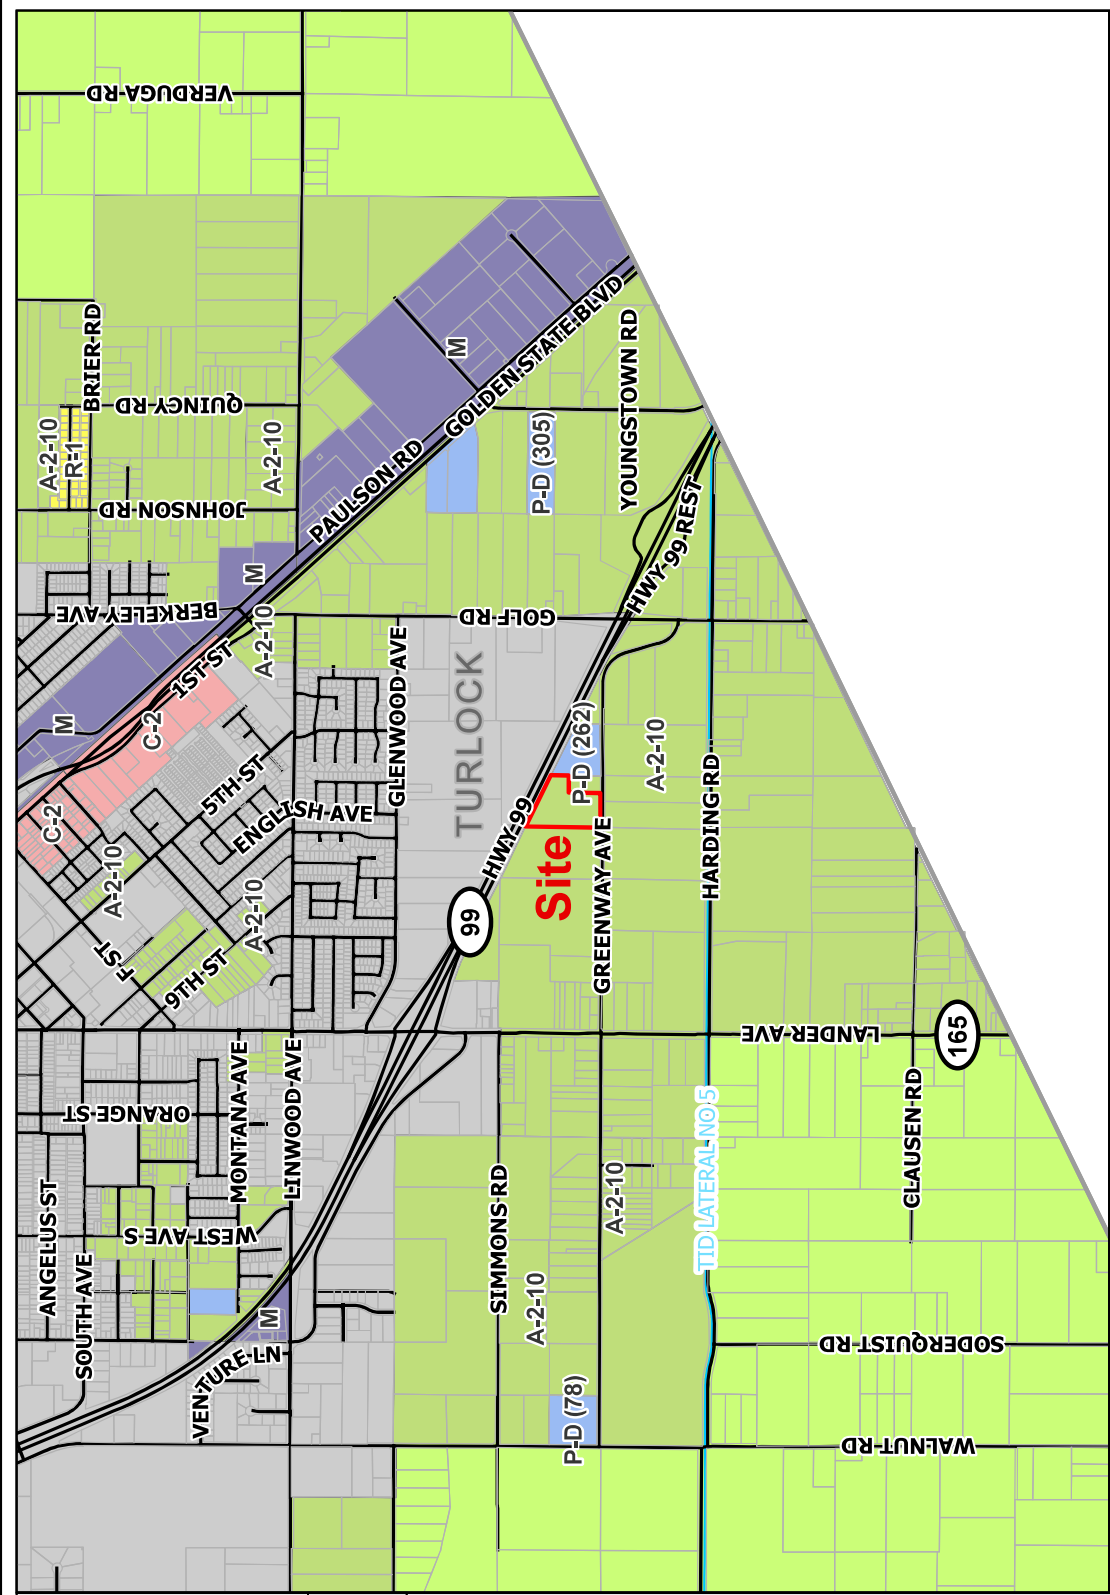 VERDUGA RD
BRIER RD
QUINCY RD
A-2-10
R-1
A-2-10
JOHNSON RD
M
GOLDEN STATE BLVD
PAULSON RD
P-D (305)
YOUNGSTOWN RD
HWY 99 REST
M
BERKELEY AVE
A-2-10
GOLF RD
1ST ST
M
C-2
C-2
5TH ST
ENGLISH AVE
GLENWOOD AVE
TURLOCK
HWY 99
P-D (262)
A-2-10
HARDING RD
Site
GREENWAY AVE
99
A-2-10
A-2-10
F ST
9TH ST
LANDER AVE
165
ORANGE ST
MONTANA AVE
LINWOOD AVE
TID LATERAL NO 5
CLAUSEN RD
ANGELUS ST
WEST AVE S
SIMMONS RD
A-2-10
A-2-10
SOUTH AVE
M
VENTURE LN
SODERQUIST RD
P-D (78)
WALNUT RD